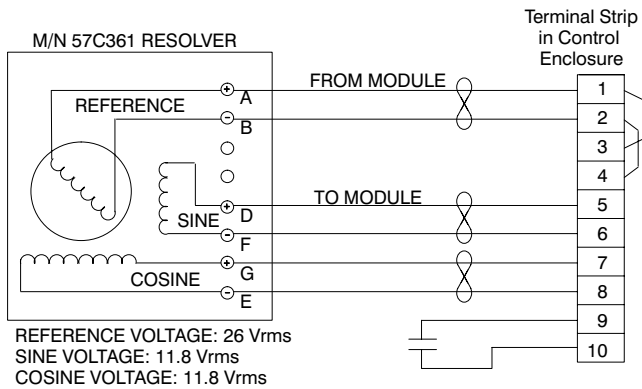 Terminal Strip
in Control
Enclosure
M/N 57C361 RESOLVER
FROM MODULE
REFERENCE
A
B
1
2
3
4
TO MODULE
SINE
D
F
5
6
COSINE
G
E
7
8
9
10
REFERENCE VOLTAGE: 26 Vrms
SINE VOLTAGE: 11.8 Vrms
COSINE VOLTAGE: 11.8 Vrms